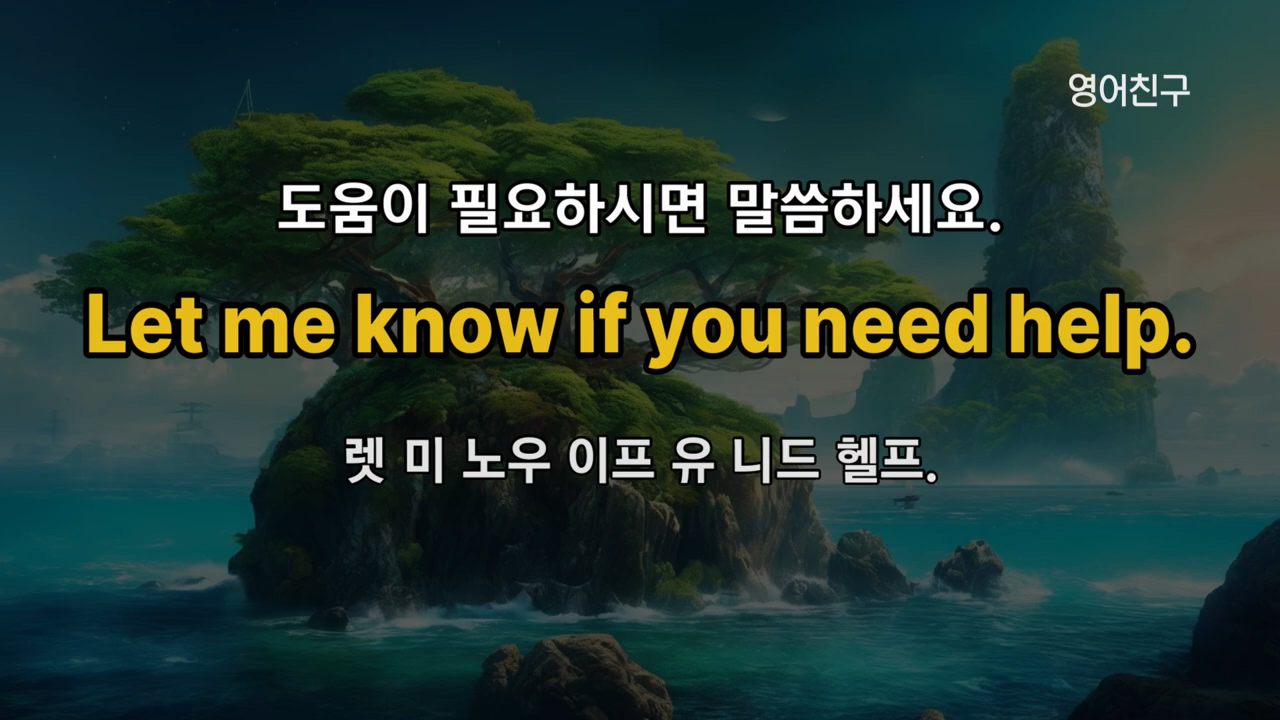 영어친구
도움이 필요하시면 말씀하세요.
Let me know if you need help.
렛 미 노우 이프 유 니드 헬프.